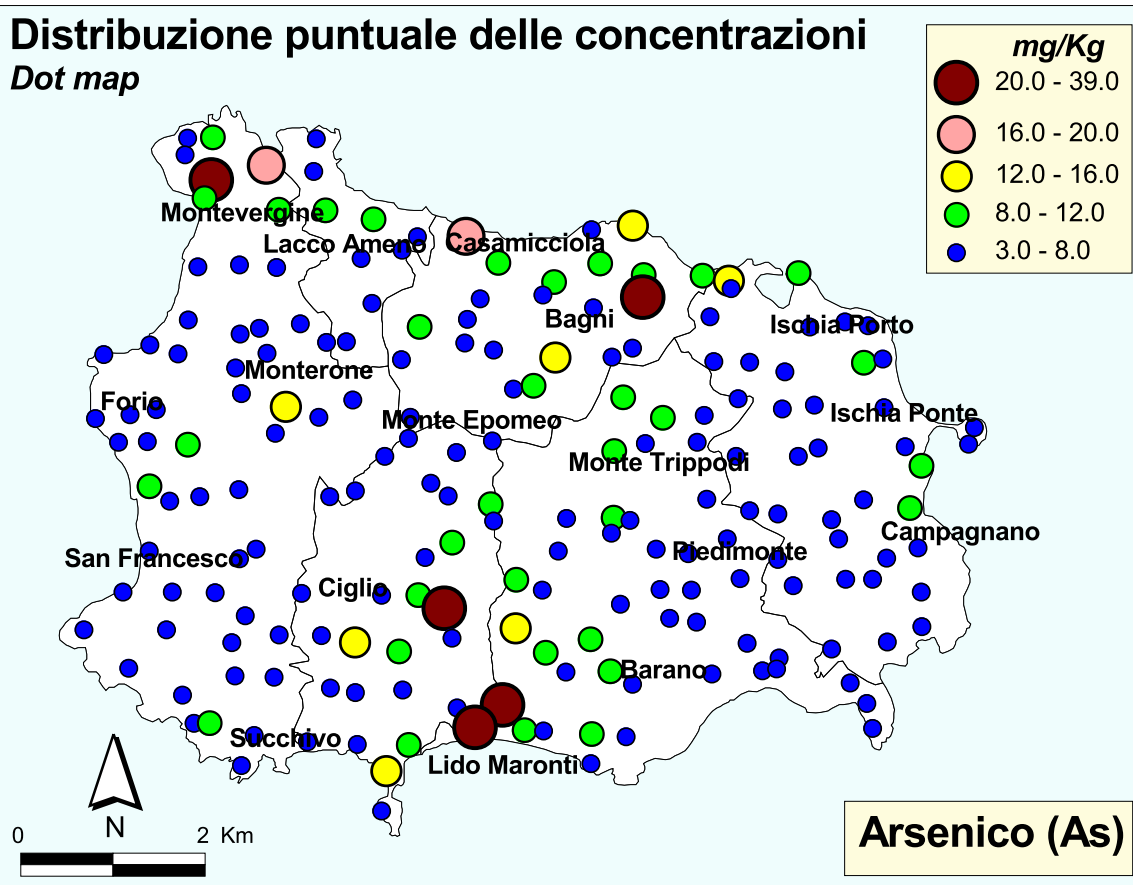 Distribuzione puntuale delle concentrazioni
Dot map
mg/Kg
20.0 - 39.0
16.0 - 20.0
12.0 - 16.0
8.0 - 12.0
3.0 - 8.0
Montevergine
Lacco Ameno
Casamicciola
Bagni
Ischia Porto
Monterone
Forio
Monte Epomeo
Ischia Ponte
Monte Trippodi
Campagnano
San Francesco
Piedimonte
Ciglio
Barano
Succhivo
Lido Maronti
N
0 2 Km
Arsenico (As)